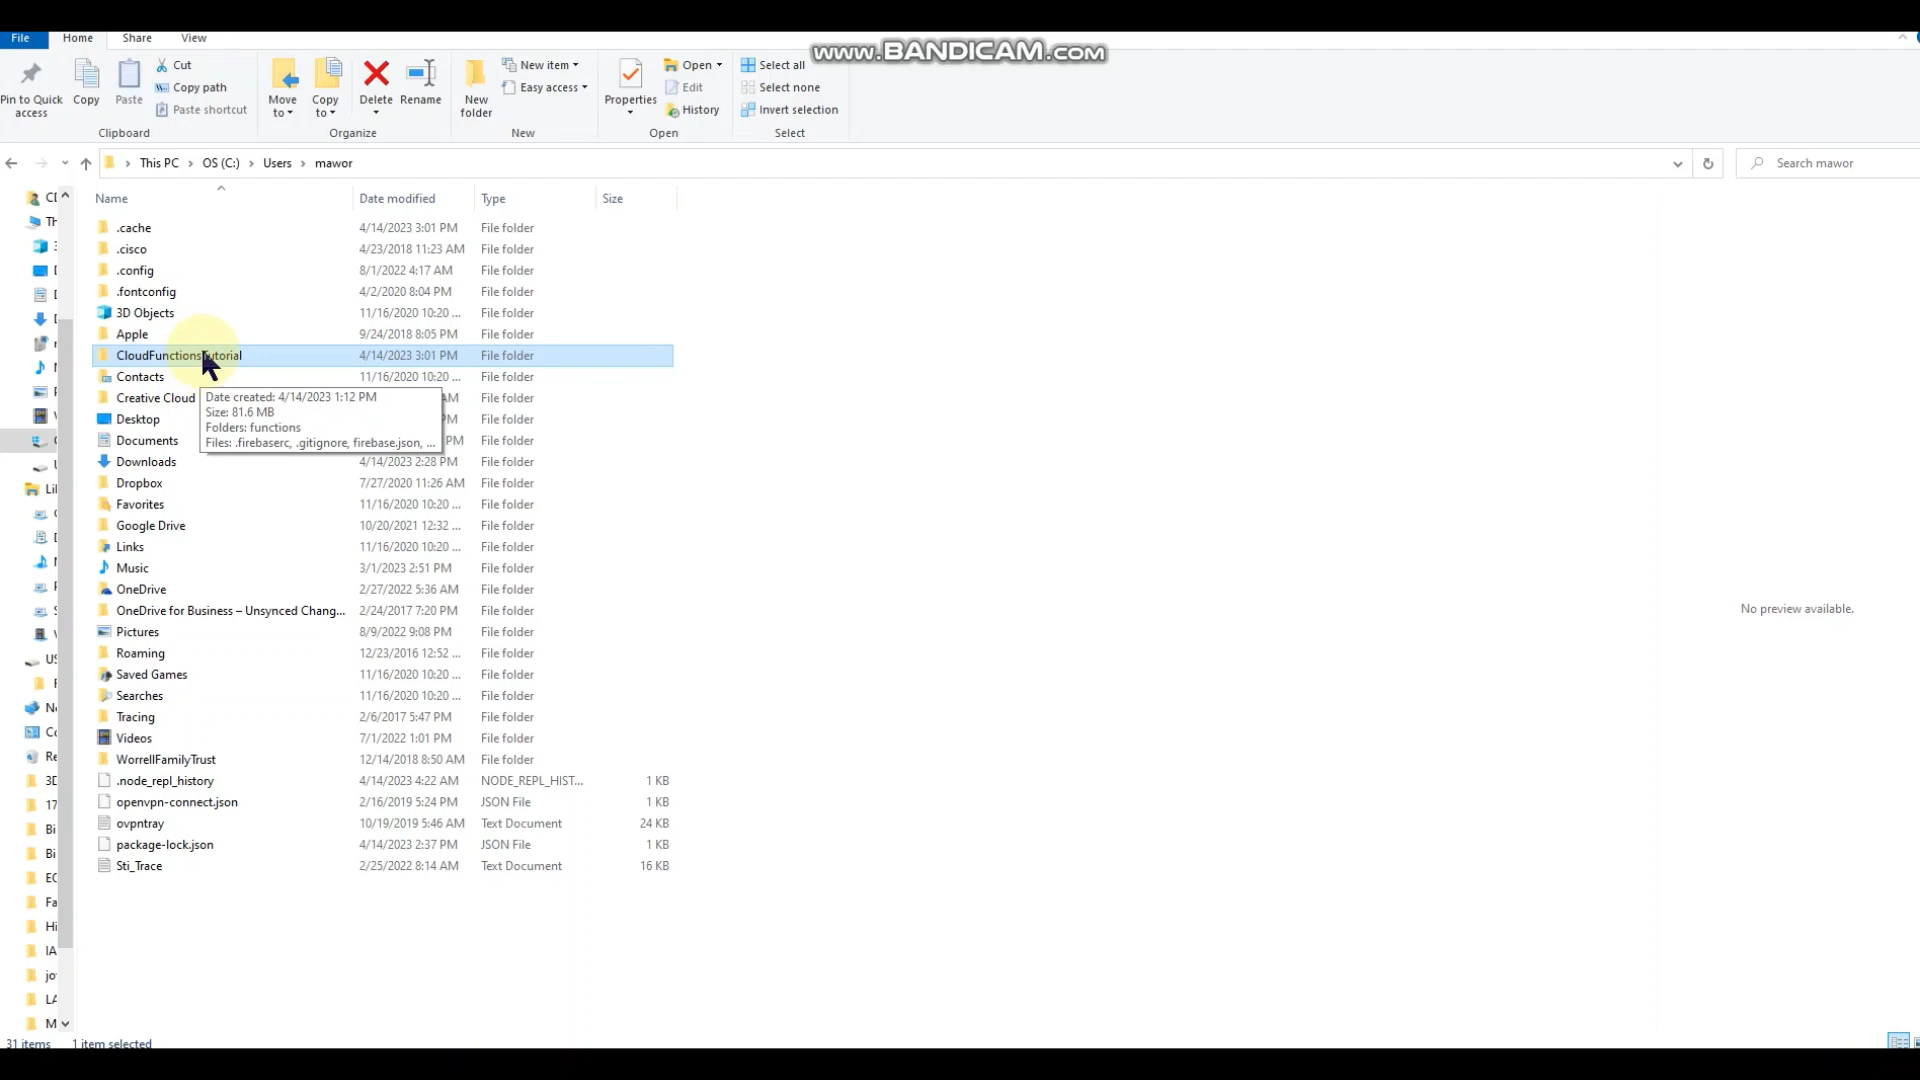 www.BANDICAM.com
File Home Share View
Pin to Quick access
Copy
Paste
Cut
Copy path
Paste shortcut
Clipboard
Move to
Copy to
Delete
Rename
Organize
New folder
New item
Easy access
New
Properties
Open
Edit
History
Open
Select all
Select none
Invert selection
Select
This PC > OS (C:) > Users > mawor
Search mawor
Name Date modified Type Size
.cache 4/14/2023 3:01 PM File folder
.cisco 4/23/2018 11:23 AM File folder
.config 8/1/2022 4:17 AM File folder
.fontconfig 4/2/2020 8:04 PM File folder
3D Objects 11/16/2020 10:20 ... File folder
Apple 9/24/2018 8:05 PM File folder
CloudFunctionsTutorial 4/14/2023 3:01 PM File folder
Contacts 11/16/2020 10:20 ... File folder
Creative Cloud AM File folder
Desktop PM File folder
Documents PM File folder
Date created: 4/14/2023 1:12 PM
Size: 81.6 MB
Folders: functions
Files: .firebaserc, .gitignore, firebase.json, ...
Downloads 4/14/2023 2:28 PM File folder
Dropbox 7/27/2020 11:26 AM File folder
Favorites 11/16/2020 10:20 ... File folder
Google Drive 10/20/2021 12:32 ... File folder
Links 11/16/2020 10:20 ... File folder
Music 3/1/2023 2:51 PM File folder
OneDrive 2/27/2022 5:36 AM File folder
OneDrive for Business – Unsynced Chang... 2/24/2017 7:20 PM File folder
Pictures 8/9/2022 9:08 PM File folder
Roaming 12/23/2016 12:52 ... File folder
Saved Games 11/16/2020 10:20 ... File folder
Searches 11/16/2020 10:20 ... File folder
Tracing 2/6/2017 5:47 PM File folder
Videos 7/1/2022 1:01 PM File folder
WorrellFamilyTrust 12/14/2018 8:50 AM File folder
.node_repl_history 4/14/2023 4:22 AM NODE_REPL_HIST... 1 KB
openvpn-connect.json 2/16/2019 5:24 PM JSON File 1 KB
ovpntray 10/19/2019 5:46 AM Text Document 24 KB
package-lock.json 4/14/2023 2:37 PM JSON File 1 KB
Sti_Trace 2/25/2022 8:14 AM Text Document 16 KB
No preview available.
31 items 1 item selected